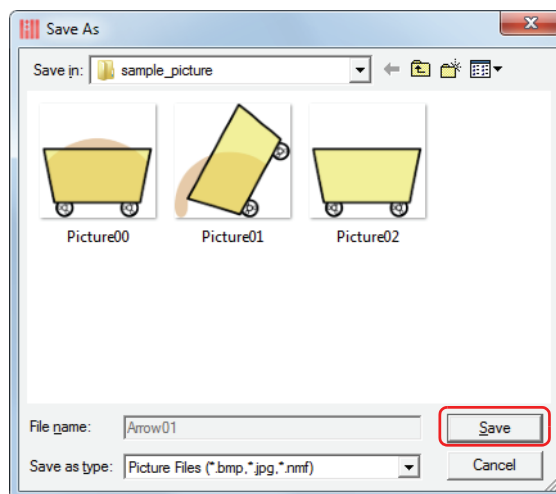 Save As
Save in: sample_picture
Picture00 Picture01 Picture02
File name: Arrow01 Save
Save as type: Picture Files (*.bmp,*.jpg,*.nmf) Cancel